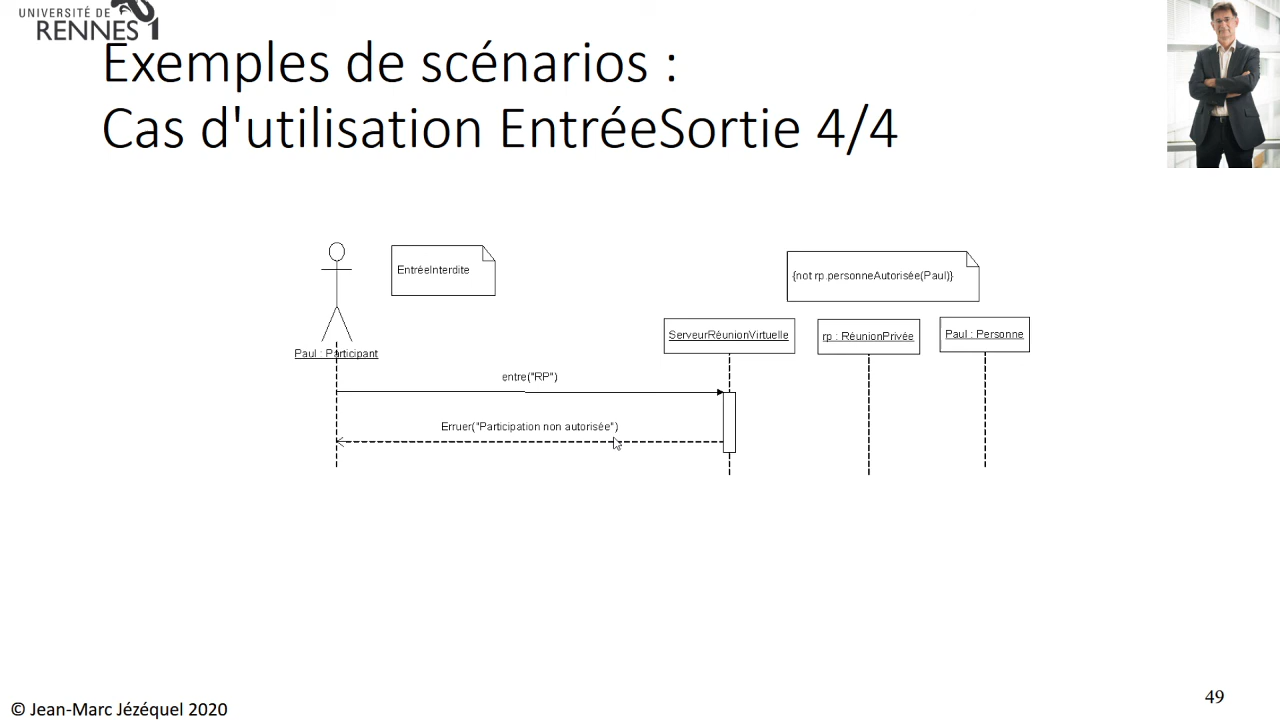 UNIVERSITÉ DE
RENNES 1
Exemples de scénarios :
Cas d'utilisation EntréeSortie 4/4
EntréeInterdite
{not rp.personneAutorisée(Paul)}
ServeurRéunionVirtuelle
rp : RéunionPrivée
Paul : Personne
Paul : Participant
entre("RP")
Erruer("Participation non autorisée")
49
© Jean-Marc Jézéquel 2020